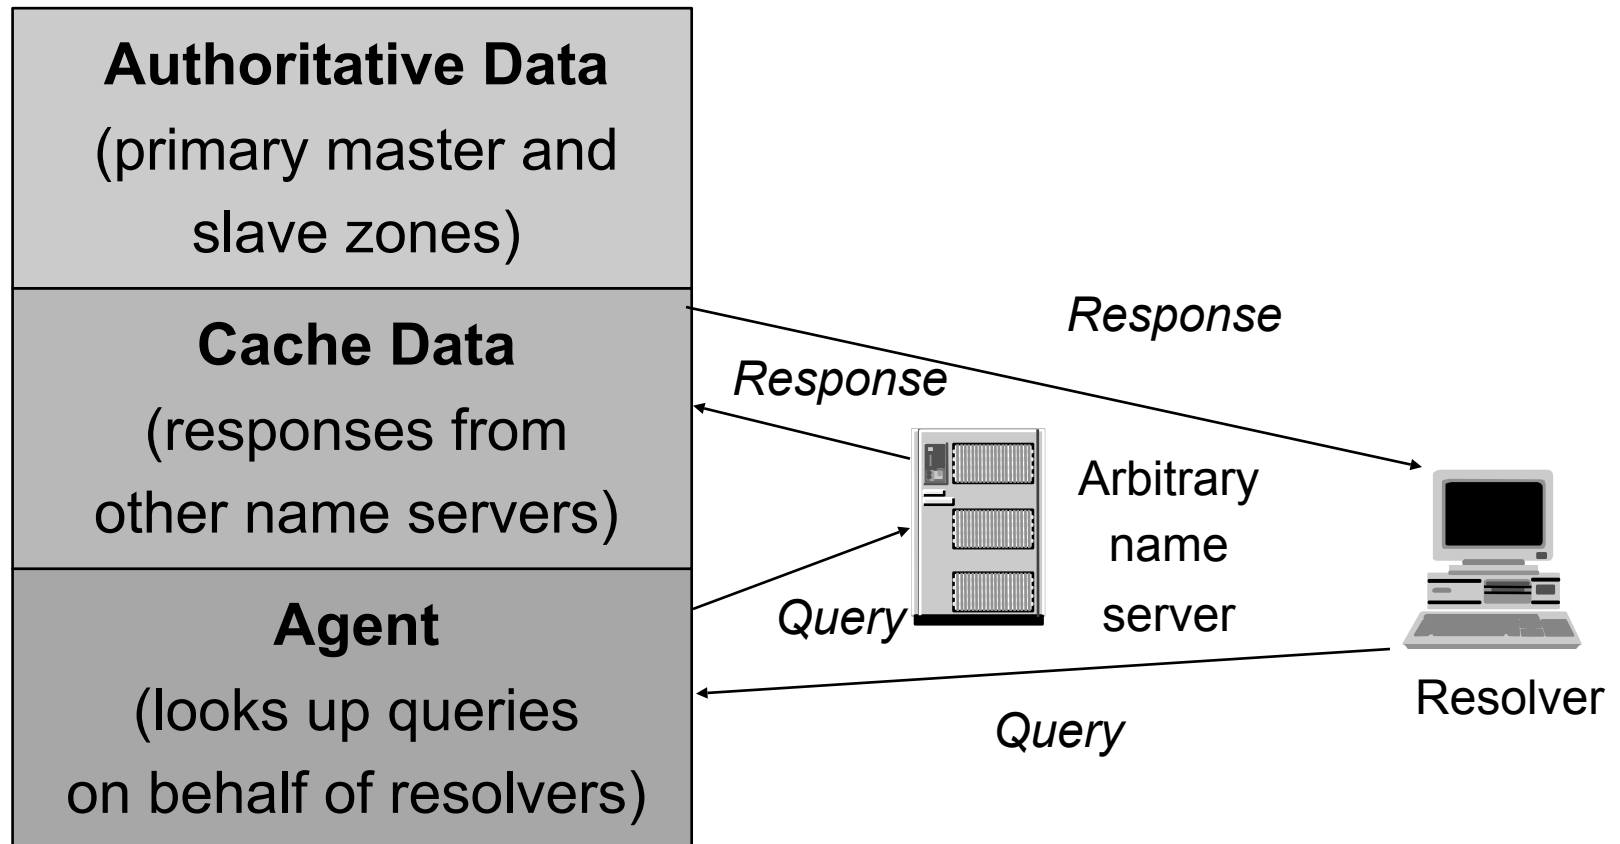 Authoritative Data
(primary master and
slave zones)
Cache Data
(responses from
other name servers)
Agent
(looks up queries
on behalf of resolvers)
Response
Response
Arbitrary
name
server
Query
Query
Resolver